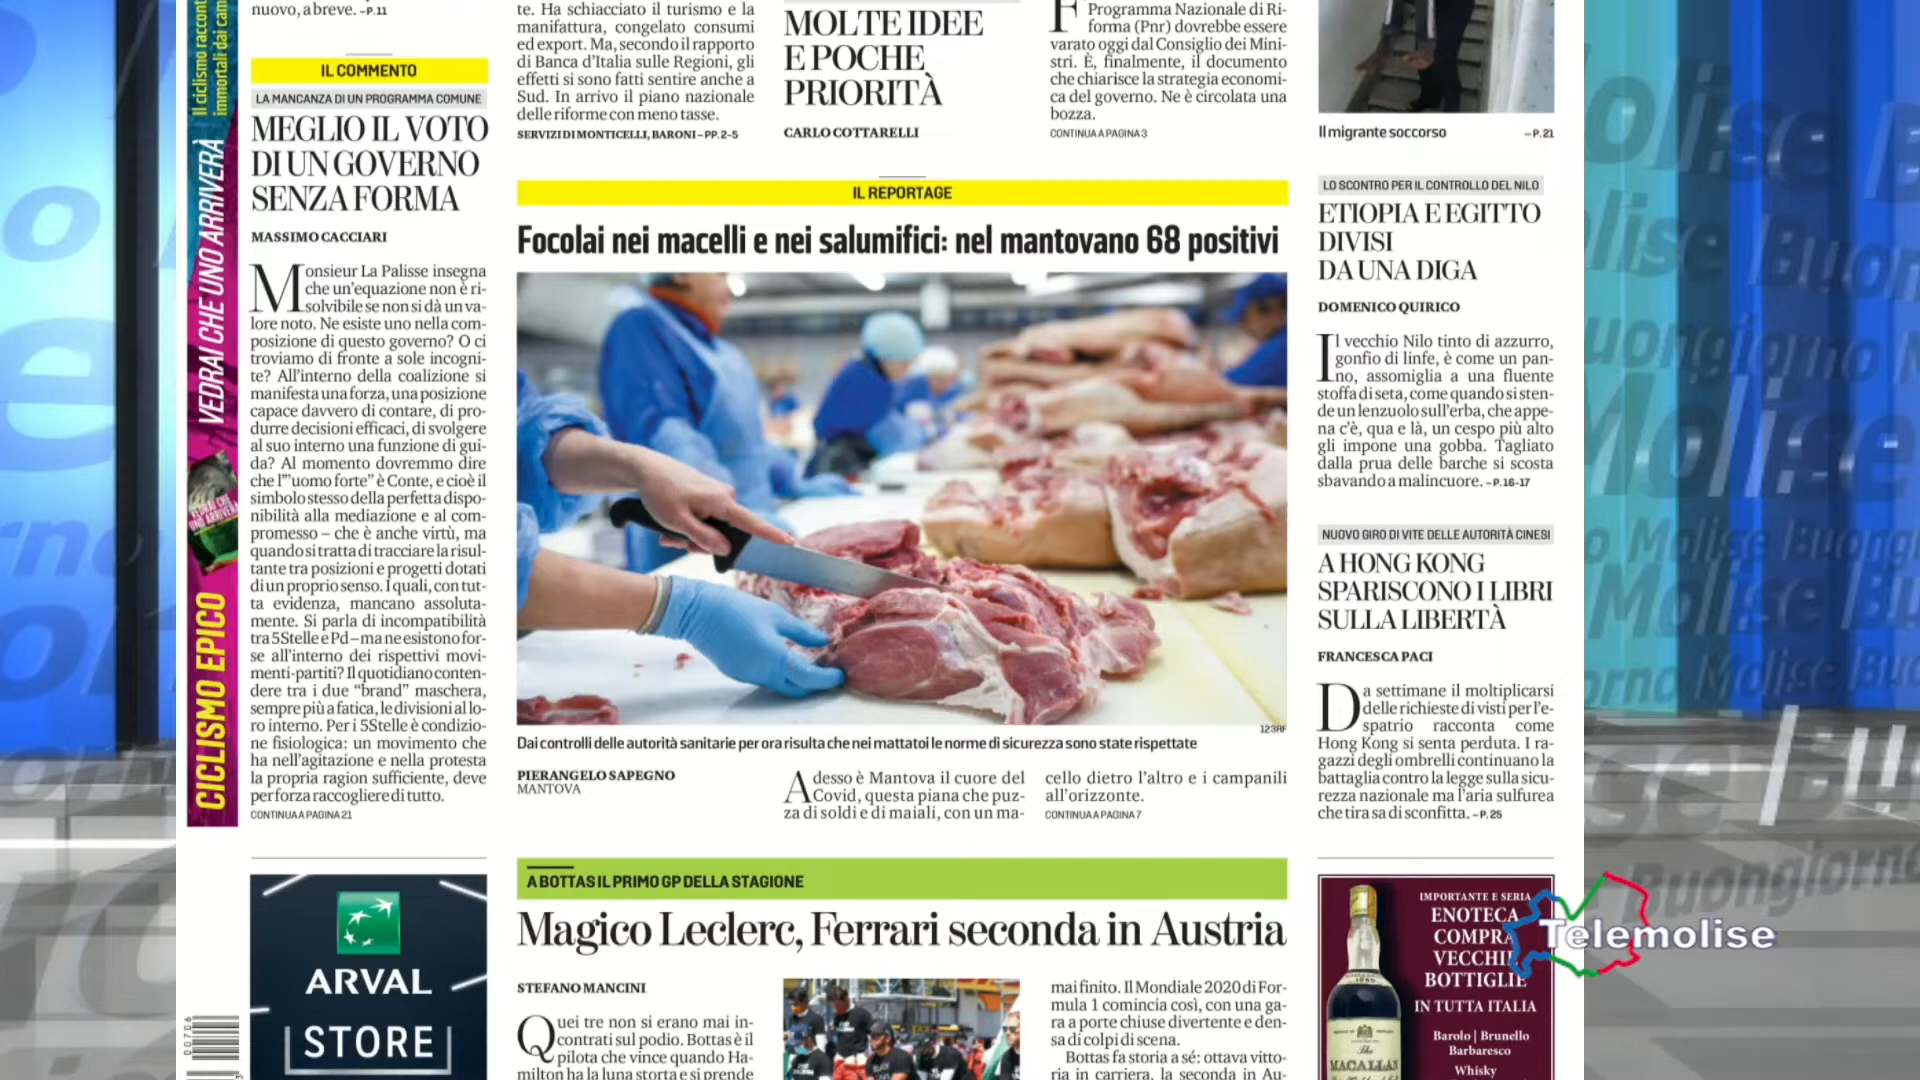 nuovo, a breve. – P. 11
IL COMMENTO
LA MANCANZA DI UN PROGRAMMA COMUNE
MEGLIO IL VOTO
DI UN GOVERNO
SENZA FORMA
MASSIMO CACCIARI
Monsieur La Palisse insegna
che un'equazione non è ri-
solvibile se non si dà un va-
lore noto. Ne esiste uno nella com-
posizione di questo governo? O ci
troviamo di fronte a sole incogni-
te? All'interno della coalizione si
manifesta una forza, una posizione
capace davvero di contare, di pro-
durre decisioni efficaci, di svolgere
al suo interno una funzione di gui-
da? Al momento dovremmo dire
che l'"uomo forte" è Conte, e cioè il
simbolo stesso della perfetta dispo-
nibilità alla mediazione e al com-
promesso – che è anche virtù, ma
quando si tratta di tracciare la risul-
tante tra posizioni e progetti dotati
di un proprio senso. I quali, con tut-
ta evidenza, mancano assoluta-
mente. Si parla di incompatibilità
tra 5Stelle e Pd – ma ne esistono for-
se all'interno dei rispettivi movi-
menti-partiti? Il quotidiano conten-
dere tra i due "brand" maschera,
sempre più a fatica, le divisioni al lo-
ro interno. Per i 5Stelle è condizio-
ne fisiologica: un movimento che
ha nell'agitazione e nella protesta
la propria ragion sufficiente, deve
per forza raccogliere di tutto.
CONTINUA A PAGINA 21
te. Ha schiacciato il turismo e la
manifattura, congelato consumi
ed export. Ma, secondo il rapporto
di Banca d'Italia sulle Regioni, gli
effetti si sono fatti sentire anche a
Sud. In arrivo il piano nazionale
delle riforme con meno tasse.
SERVIZI DI MONTICELLI, BARONI – PP. 2-5
MOLTE IDEE
E POCHE
PRIORITÀ
CARLO COTTARELLI
Programma Nazionale di Ri-
forma (Pnr) dovrebbe essere
varato oggi dal Consiglio dei Mini-
stri. È, finalmente, il documento
che chiarisce la strategia economi-
ca del governo. Ne è circolata una
bozza.
CONTINUA A PAGINA 3
Il migrante soccorso – P. 21
IL REPORTAGE
Focolai nei macelli e nei salumifici: nel mantovano 68 positivi
123RF
Dai controlli delle autorità sanitarie per ora risulta che nei mattatoi le norme di sicurezza sono state rispettate
PIERANGELO SAPEGNO
MANTOVA
Adesso è Mantova il cuore del
Covid, questa piana che puz-
za di soldi e di maiali, con un ma-
cello dietro l'altro e i campanili
all'orizzonte.
CONTINUA A PAGINA 7
LO SCONTRO PER IL CONTROLLO DEL NILO
ETIOPIA E EGITTO
DIVISI
DA UNA DIGA
DOMENICO QUIRICO
Il vecchio Nilo tinto di azzurro,
gonfio di linfe, è come un pan-
no, assomiglia a una fluente
stoffa di seta, come quando si sten-
de un lenzuolo sull'erba, che appe-
na c'è, qua e là, un cespo più alto
gli impone una gobba. Tagliato
dalla prua delle barche si scosta
sbavando a malincuore. – P. 16-17
NUOVO GIRO DI VITE DELLE AUTORITÀ CINESI
A HONG KONG
SPARISCONO I LIBRI
SULLA LIBERTÀ
FRANCESCA PACI
Da settimane il moltiplicarsi
delle richieste di visti per l'e-
spatrio racconta come
Hong Kong si senta perduta. I ra-
gazzi degli ombrelli continuano la
battaglia contro la legge sulla sicu-
rezza nazionale ma l'aria sulfurea
che tira sa di sconfitta. – P. 25
A BOTTAS IL PRIMO GP DELLA STAGIONE
Magico Leclerc, Ferrari seconda in Austria
STEFANO MANCINI
Quei tre non si erano mai in-
contrati sul podio. Bottas è il
pilota che vince quando Ha-
milton ha la luna storta e si prende
mai finito. Il Mondiale 2020 di For-
mula 1 comincia così, con una ga-
ra a porte chiuse divertente e den-
sa di colpi di scena.
Bottas fa storia a sé: ottava vitto-
ria in carriera, la seconda in Au-
ARVAL
STORE
IMPORTANTE E SERIA
ENOTECA
COMPRA
VECCHIE
BOTTIGLIE
IN TUTTA ITALIA
Barolo | Brunello
Barbaresco
Whisky
The
MACALLAN
Telemolise
CICLISMO EPICO
VEDRAI CHE UNO ARRIVERÀ
Il ciclismo raccont
immortali dai cam
00706
Buongiorno
Molise